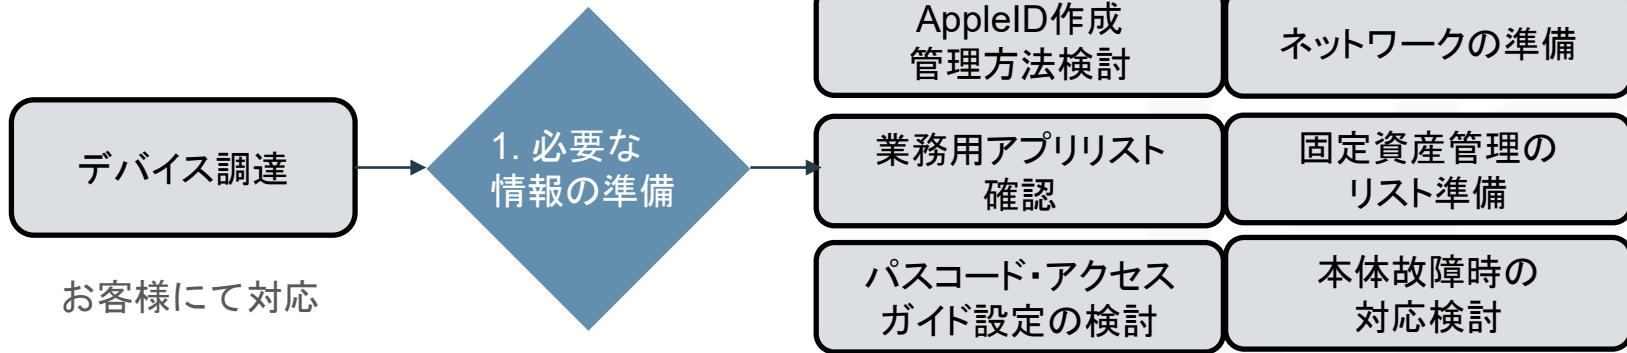 デバイス調達
お客様にて対応
1. 必要な
情報の準備
AppleID作成
管理方法検討
ネットワークの準備
業務用アプリリスト
確認
固定資産管理の
リスト準備
パスコード・アクセス
ガイド設定の検討
本体故障時の
対応検討